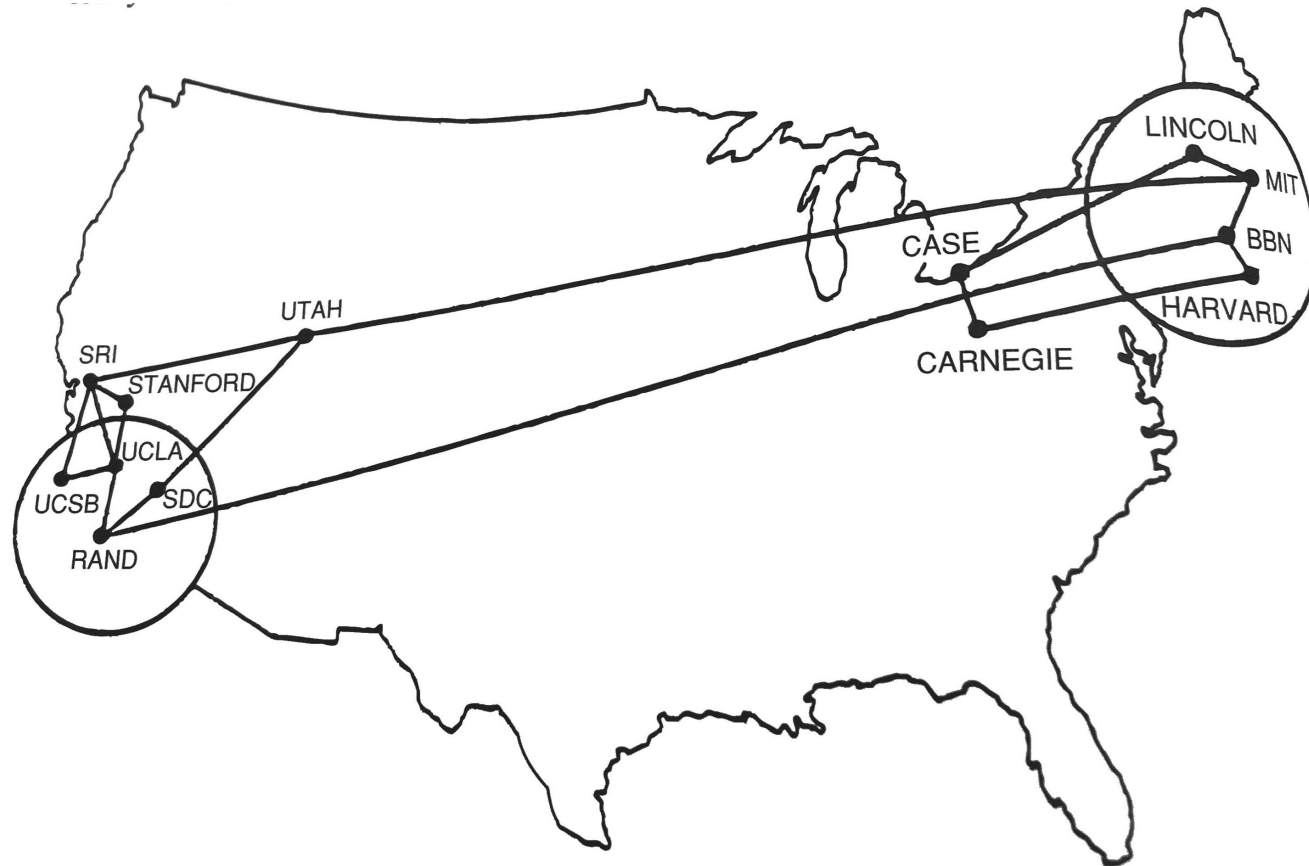 LINCOLN
MIT
CASE
BBN
UTAH
HARVARD
SRI
CARNEGIE
STANFORD
UCLA
UCSB
SDC
RAND